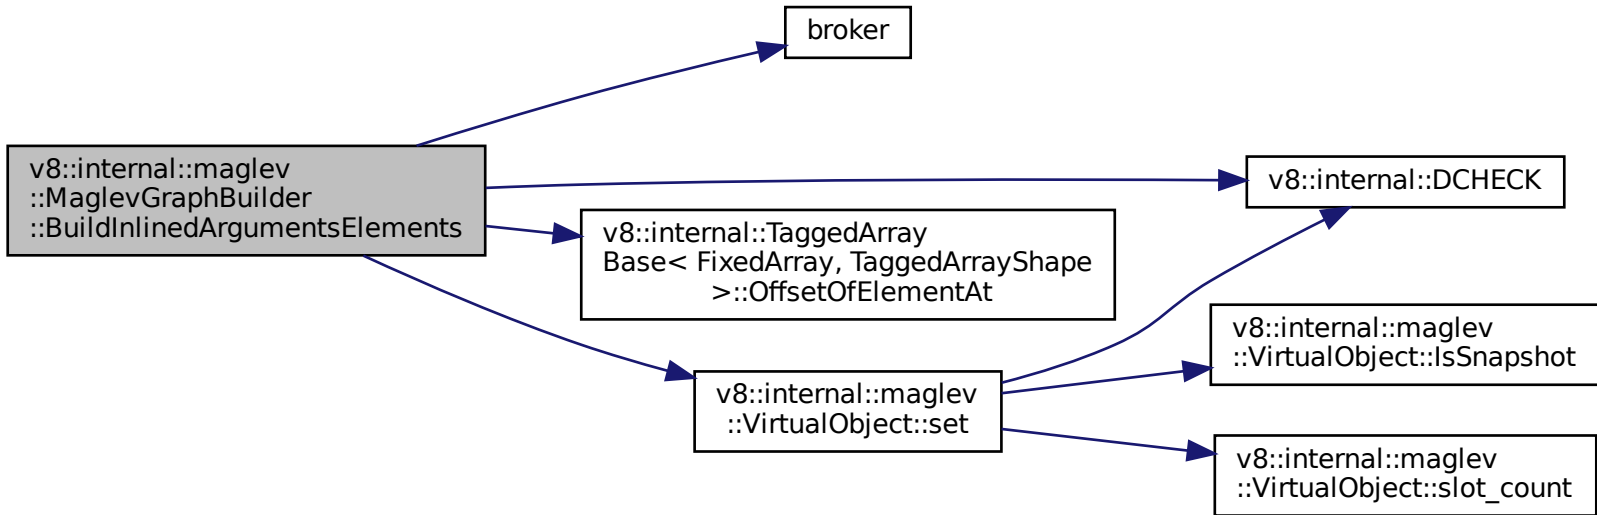 broker
v8::internal::maglev
::MaglevGraphBuilder
::BuildInlinedArgumentsElements
v8::internal::DCHECK
v8::internal::TaggedArray
Base< FixedArray, TaggedArrayShape
>::OffsetOfElementAt
v8::internal::maglev
::VirtualObject::IsSnapshot
v8::internal::maglev
::VirtualObject::set
v8::internal::maglev
::VirtualObject::slot_count